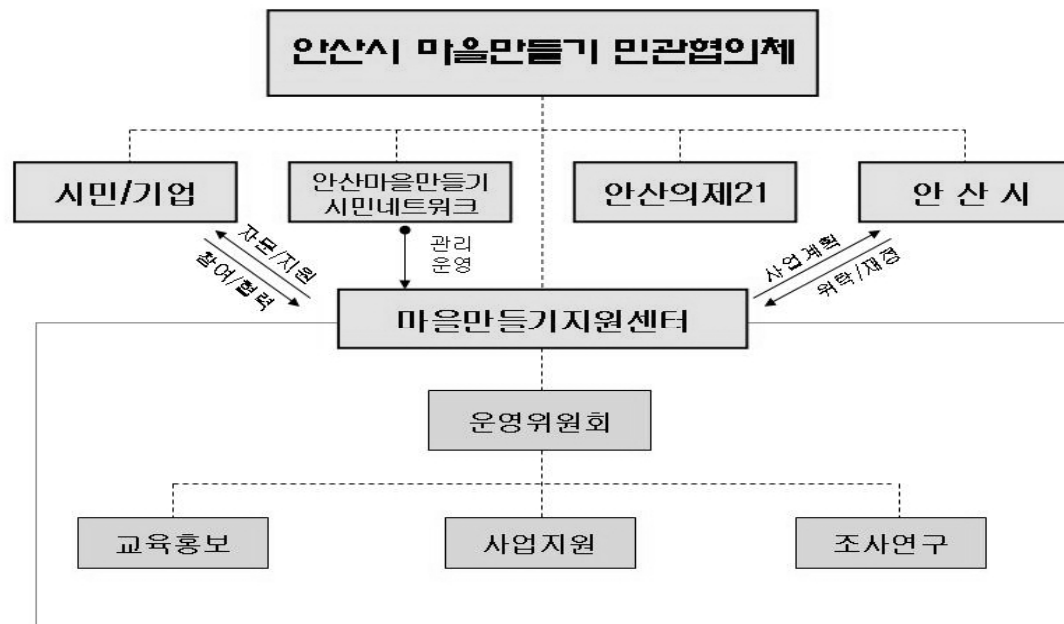 안산시 마을만들기 민관협의체
시민/기업
안산마을만들기
시민네트워크
안산의제21
안 산 시
자문/지원
참여/협력
관리
운영
사업계획
위탁/재정
마을만들기지원센터
운영위원회
교육홍보
사업지원
조사연구